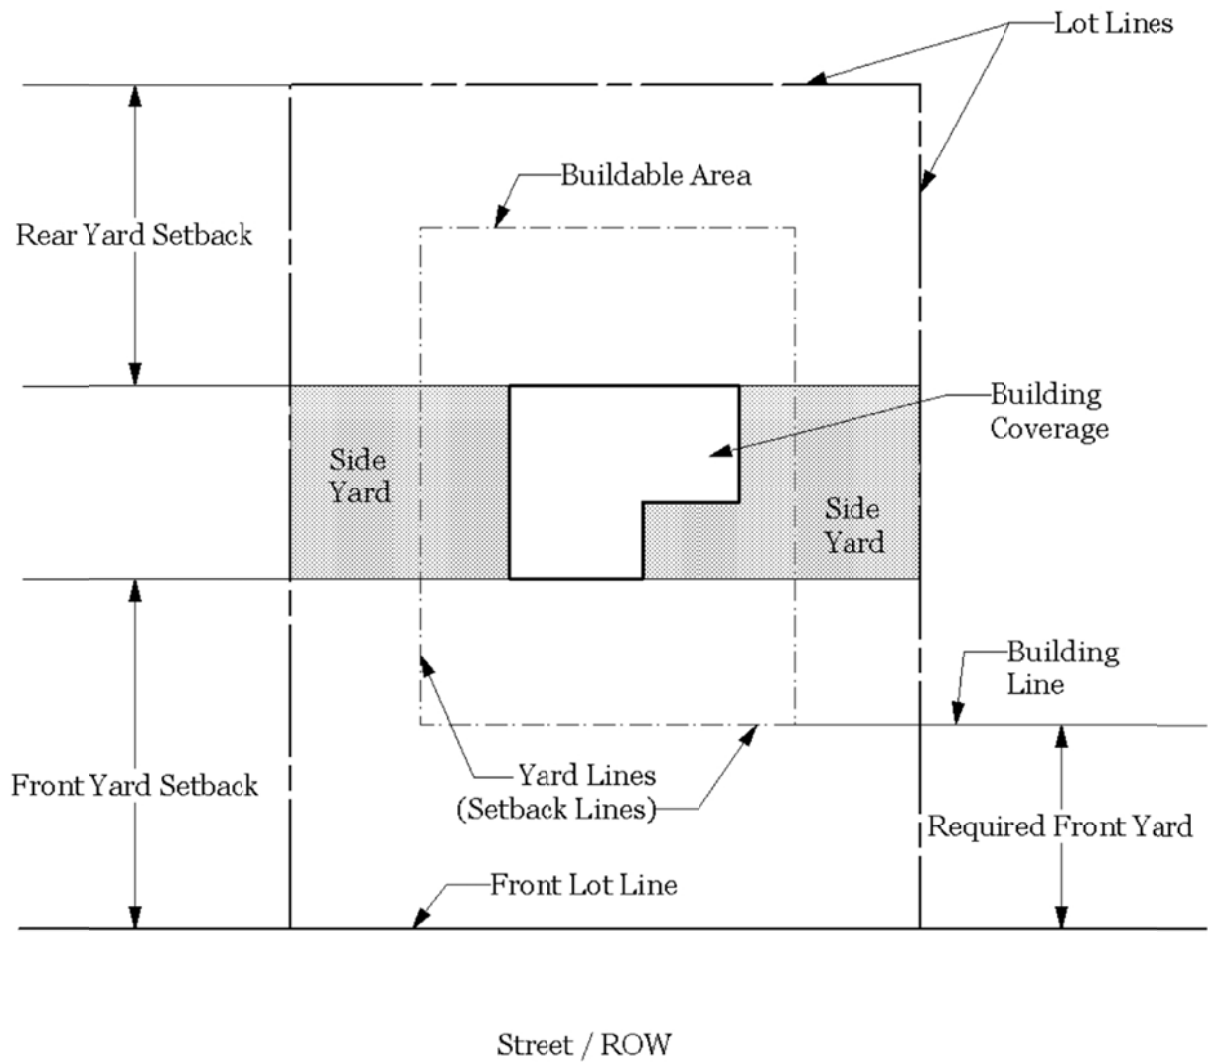 Lot Lines
Buildable Area
Rear Yard Setback
Building
Coverage
Side
Yard
Side
Yard
Building
Line
Yard Lines
(Setback Lines)
Front Yard Setback
Required Front Yard
Front Lot Line
Street / ROW